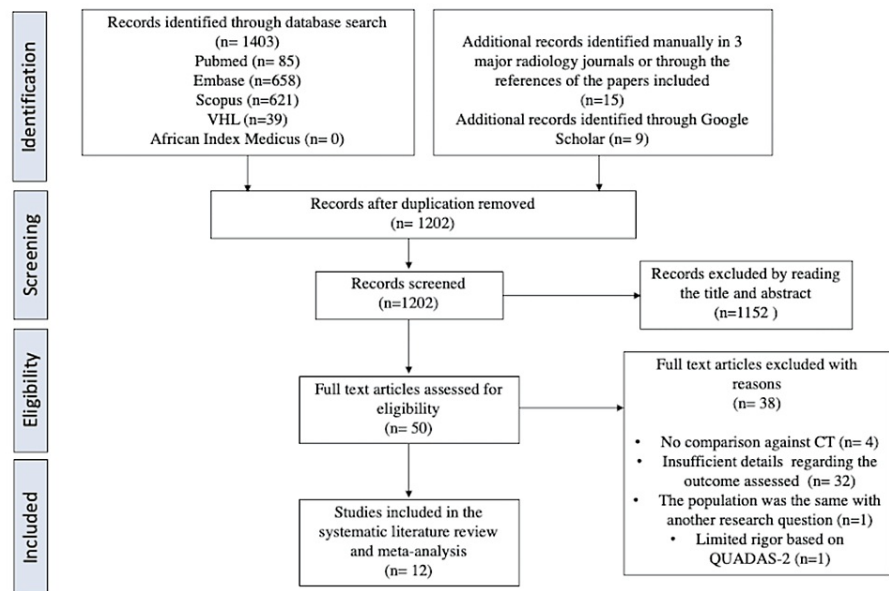 Identification
Records identified through database search
(n= 1403)
Pubmed (n= 85)
Embase (n=658)
Scopus (n=621)
VHL (n=39)
African Index Medicus (n= 0)
Additional records identified manually in 3
major radiology journals or through the
references of the papers included
(n=15)
Additional records identified through Google
Scholar (n= 9)
Screening
Records after duplication removed
(n= 1202)
Records screened
(n=1202)
Records excluded by reading
the title and abstract
(n=1152 )
Eligibility
Full text articles assessed for
eligibility
(n= 50)
Full text articles excluded with
reasons
(n= 38)
• No comparison against CT (n= 4)
• Insufficient details regarding the
outcome assessed (n= 32)
• The population was the same with
another research question (n=1)
• Limited rigor based on
QUADAS-2 (n=1)
Included
Studies included in the
systematic literature review
and meta-analysis
(n= 12)